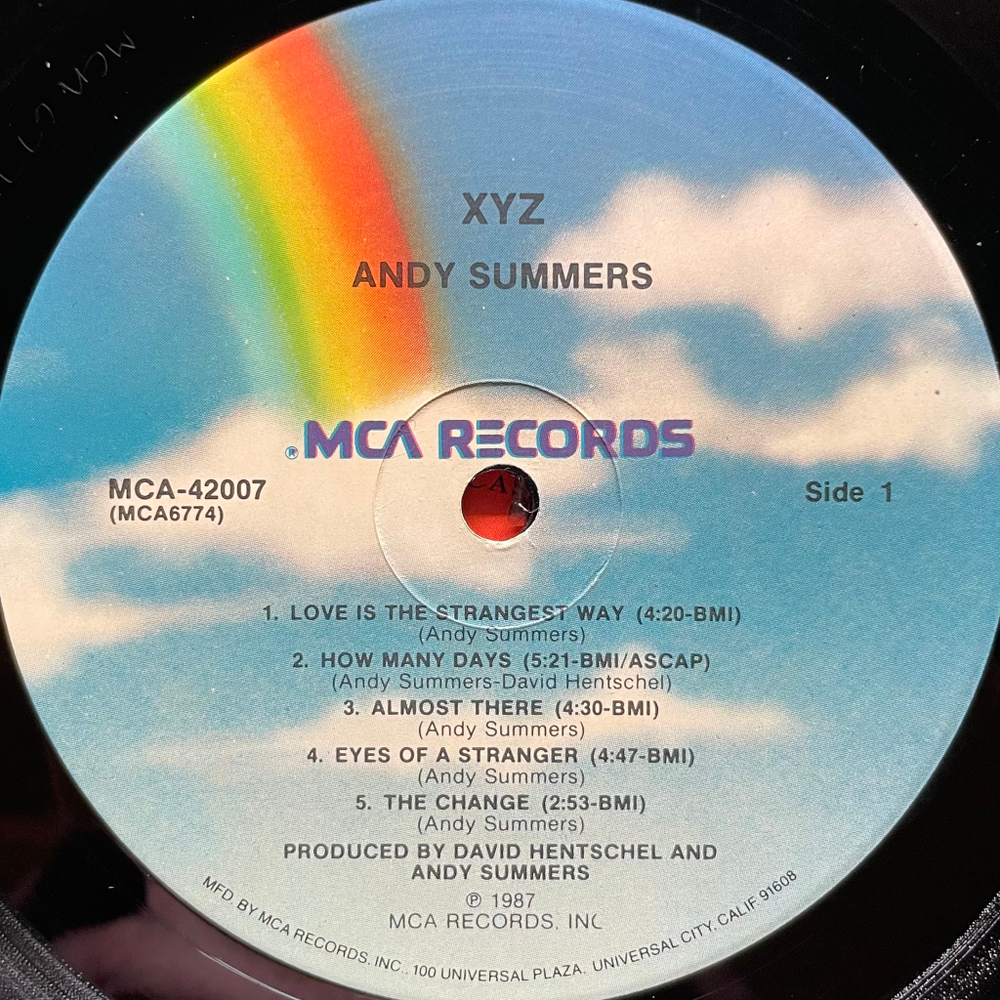 XYZ
ANDY SUMMERS
® MCA RECORDS
MCA-42007
(MCA6774)
Side 1
1. LOVE IS THE STRANGEST WAY (4:20-BMI)
(Andy Summers)
2. HOW MANY DAYS (5:21-BMI/ASCAP)
(Andy Summers-David Hentschel)
3. ALMOST THERE (4:30-BMI)
(Andy Summers)
4. EYES OF A STRANGER (4:47-BMI)
(Andy Summers)
5. THE CHANGE (2:53-BMI)
(Andy Summers)
PRODUCED BY DAVID HENTSCHEL AND
ANDY SUMMERS
℗ 1987
MCA RECORDS, INC
MFD. BY MCA RECORDS, INC., 100 UNIVERSAL PLAZA, UNIVERSAL CITY, CALIF. 91608